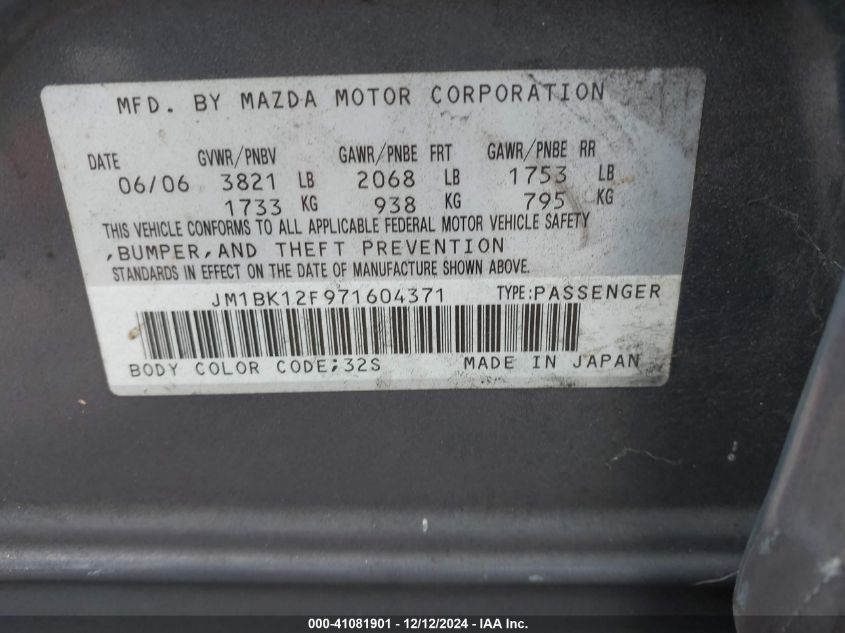 MFD. BY MAZDA MOTOR CORPORATION
DATE GVWR/PNBV GAWR/PNBE FRT GAWR/PNBE RR
06/06 3821 LB 2068 LB 1753 LB
1733 KG 938 KG 795 KG
THIS VEHICLE CONFORMS TO ALL APPLICABLE FEDERAL MOTOR VEHICLE SAFETY
,BUMPER,AND THEFT PREVENTION
STANDARDS IN EFFECT ON THE DATE OF MANUFACTURE SHOWN ABOVE.
JM1BK12F971604371 TYPE:PASSENGER
BODY COLOR CODE;32S MADE IN JAPAN
000-41081901 - 12/12/2024 - IAA Inc.